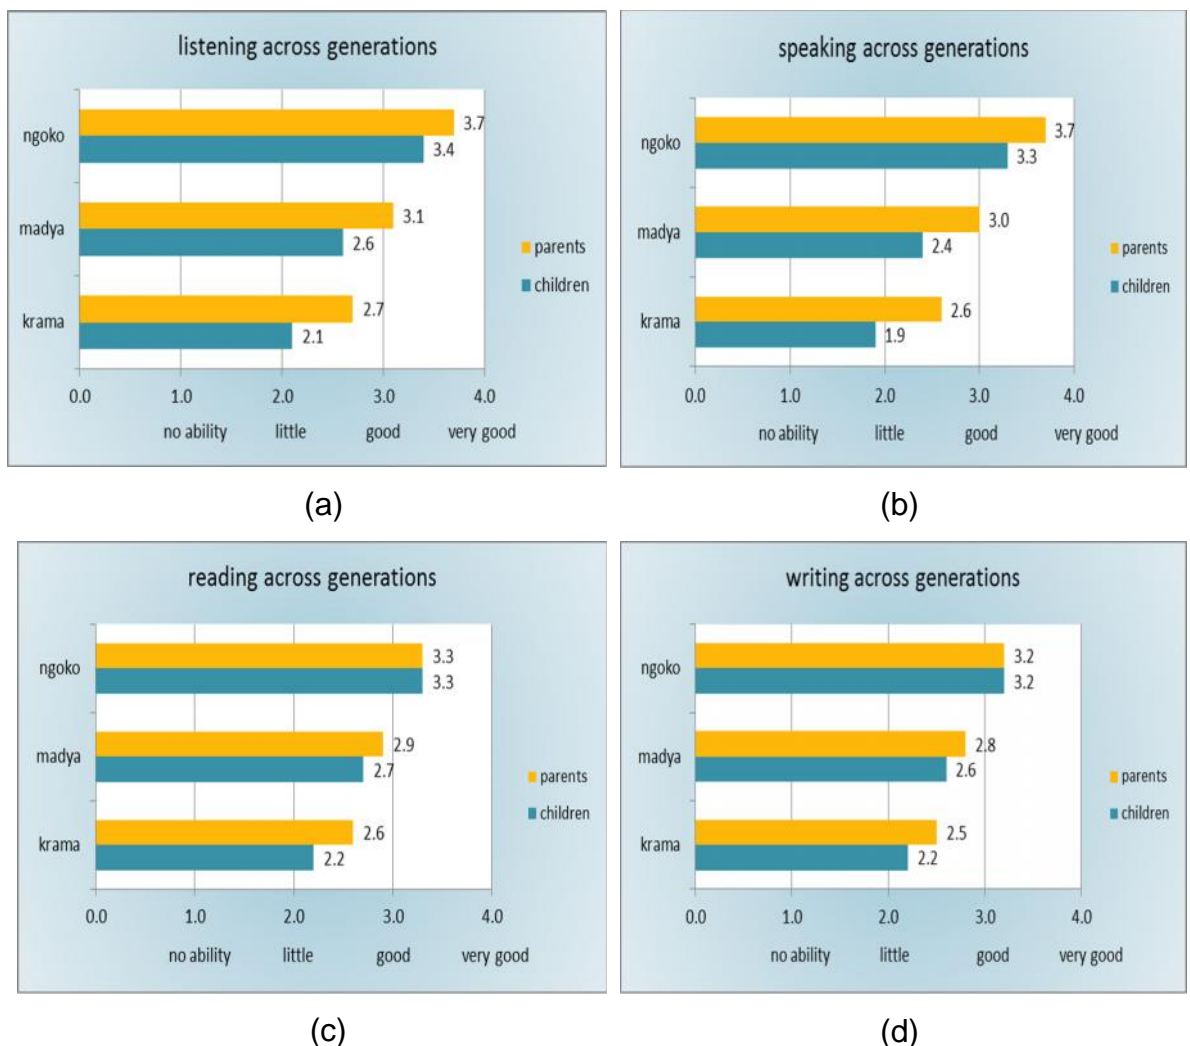 listening across generations
ngoko
3.7
3.4
madya
3.1
2.6
krama
2.7
2.1
parents
children
0.0 1.0 2.0 3.0 4.0
no ability little good very good
(a)
speaking across generations
ngoko
3.7
3.3
madya
3.0
2.4
krama
2.6
1.9
parents
children
0.0 1.0 2.0 3.0 4.0
no ability little good very good
(b)
reading across generations
ngoko
3.3
3.3
madya
2.9
2.7
krama
2.6
2.2
parents
children
0.0 1.0 2.0 3.0 4.0
no ability little good very good
(c)
writing across generations
ngoko
3.2
3.2
madya
2.8
2.6
krama
2.5
2.2
parents
children
0.0 1.0 2.0 3.0 4.0
no ability little good very good
(d)